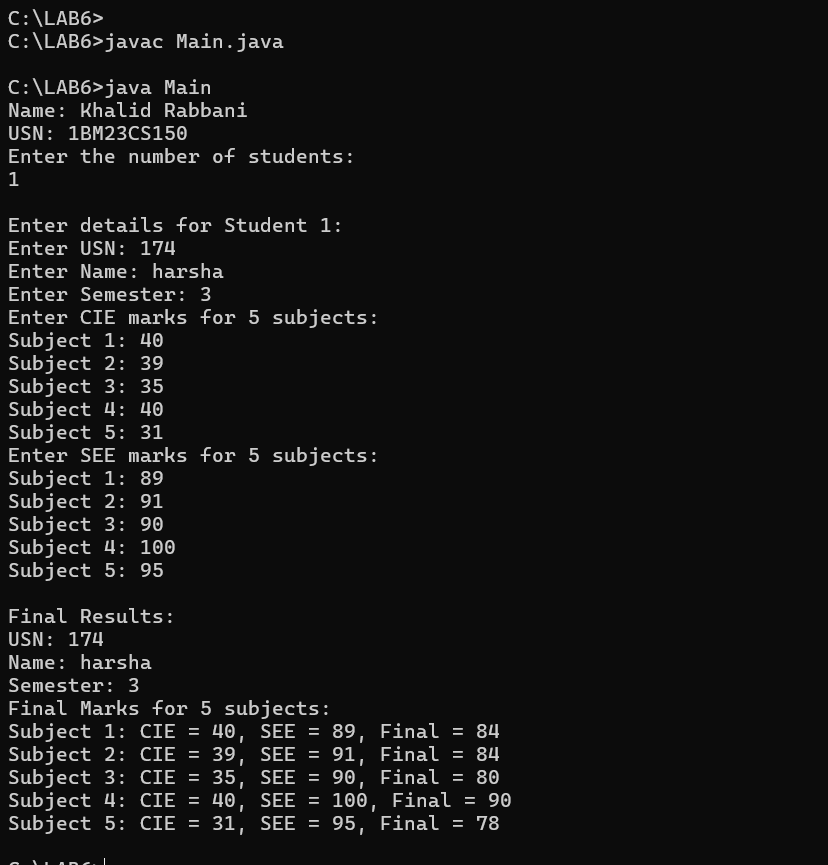 C:\LAB6>
C:\LAB6>javac Main.java
C:\LAB6>java Main
Name: Khalid Rabbani
USN: 1BM23CS150
Enter the number of students:
1
Enter details for Student 1:
Enter USN: 174
Enter Name: harsha
Enter Semester: 3
Enter CIE marks for 5 subjects:
Subject 1: 40
Subject 2: 39
Subject 3: 35
Subject 4: 40
Subject 5: 31
Enter SEE marks for 5 subjects:
Subject 1: 89
Subject 2: 91
Subject 3: 90
Subject 4: 100
Subject 5: 95
Final Results:
USN: 174
Name: harsha
Semester: 3
Final Marks for 5 subjects:
Subject 1: CIE = 40, SEE = 89, Final = 84
Subject 2: CIE = 39, SEE = 91, Final = 84
Subject 3: CIE = 35, SEE = 90, Final = 80
Subject 4: CIE = 40, SEE = 100, Final = 90
Subject 5: CIE = 31, SEE = 95, Final = 78
C:\LAB6>